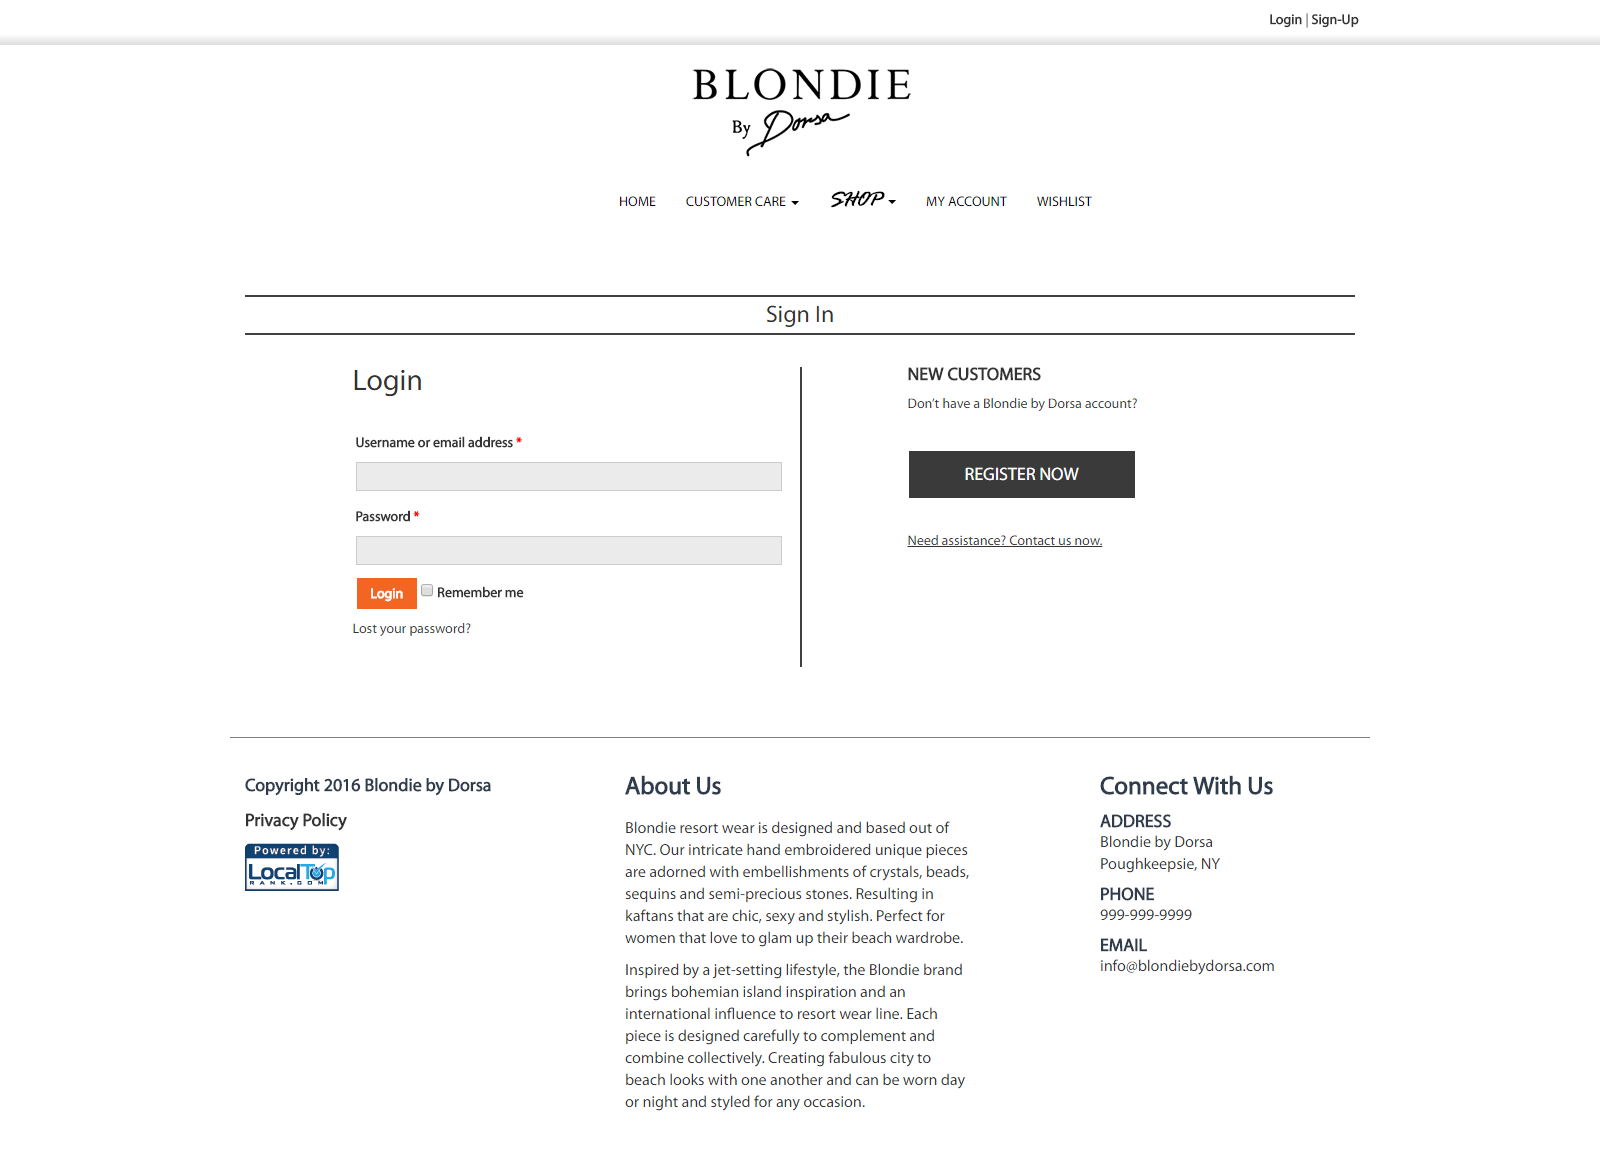 Login | Sign-Up
BLONDIE
By Dorsa
HOME CUSTOMER CARE SHOP MY ACCOUNT WISHLIST
Sign In
Login
Username or email address *
Password *
Login Remember me
Lost your password?
NEW CUSTOMERS
Don't have a Blondie by Dorsa account?
REGISTER NOW
Need assistance? Contact us now.
Copyright 2016 Blondie by Dorsa
Privacy Policy
Powered by:
LocalTop
RANK.COM
About Us
Blondie resort wear is designed and based out of
NYC. Our intricate hand embroidered unique pieces
are adorned with embellishments of crystals, beads,
sequins and semi-precious stones. Resulting in
kaftans that are chic, sexy and stylish. Perfect for
women that love to glam up their beach wardrobe.
Inspired by a jet-setting lifestyle, the Blondie brand
brings bohemian island inspiration and an
international influence to resort wear line. Each
piece is designed carefully to complement and
combine collectively. Creating fabulous city to
beach looks with one another and can be worn day
or night and styled for any occasion.
Connect With Us
ADDRESS
Blondie by Dorsa
Poughkeepsie, NY
PHONE
999-999-9999
EMAIL
info@blondiebydorsa.com